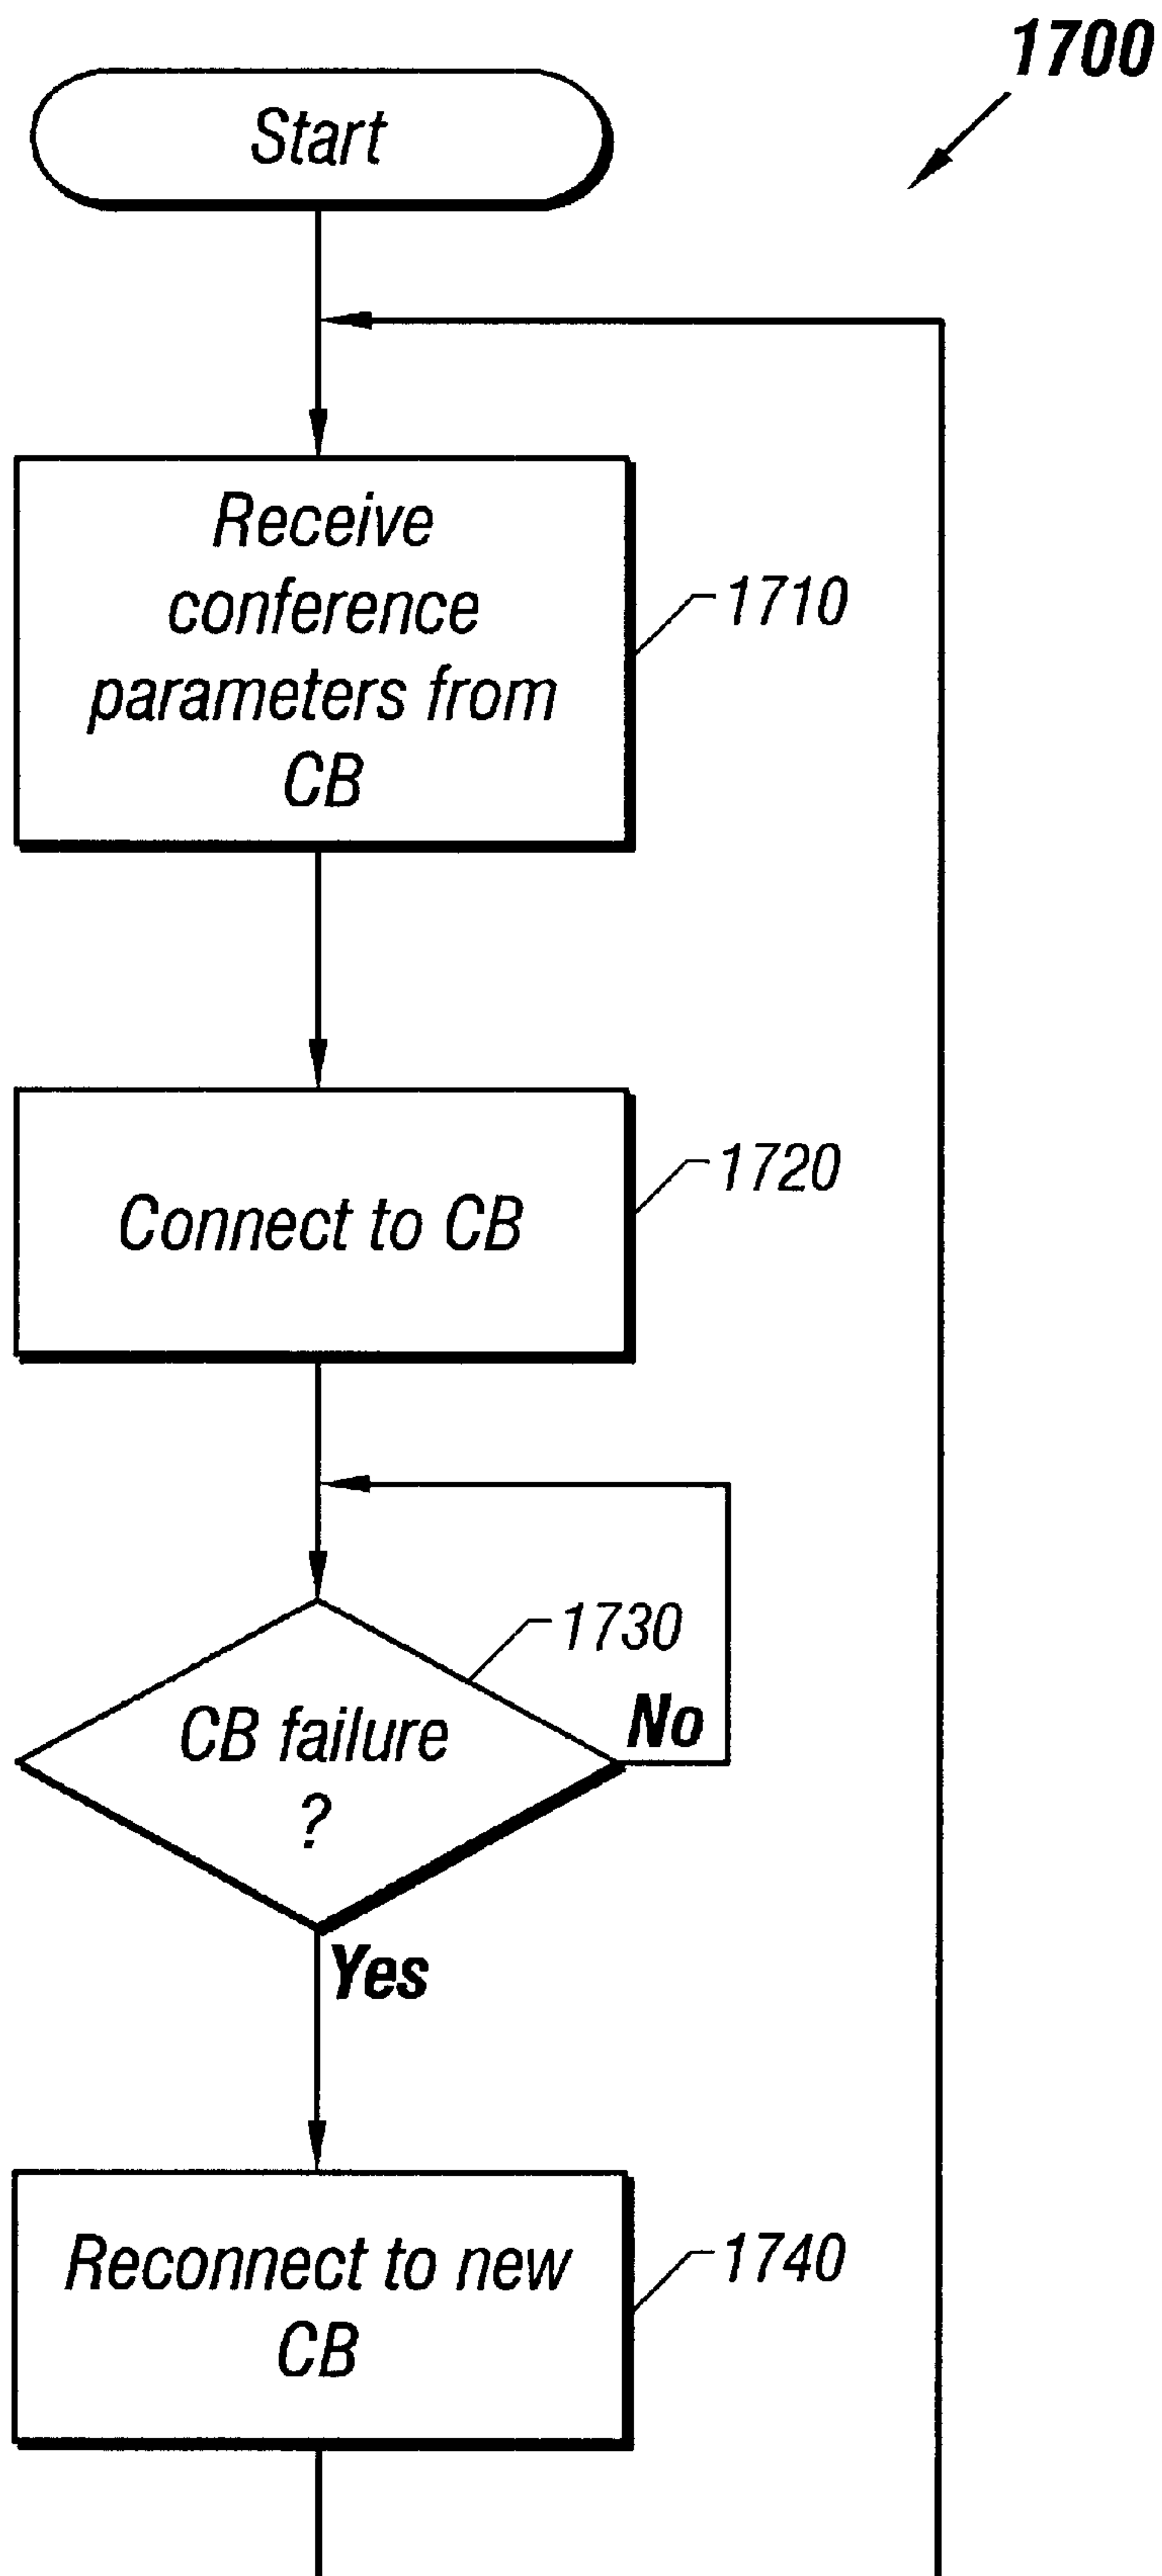 1700
Start
Receive
conference
parameters from
CB
1710
Connect to CB
1720
1730
CB failure
?
No
Yes
Reconnect to new
CB
1740